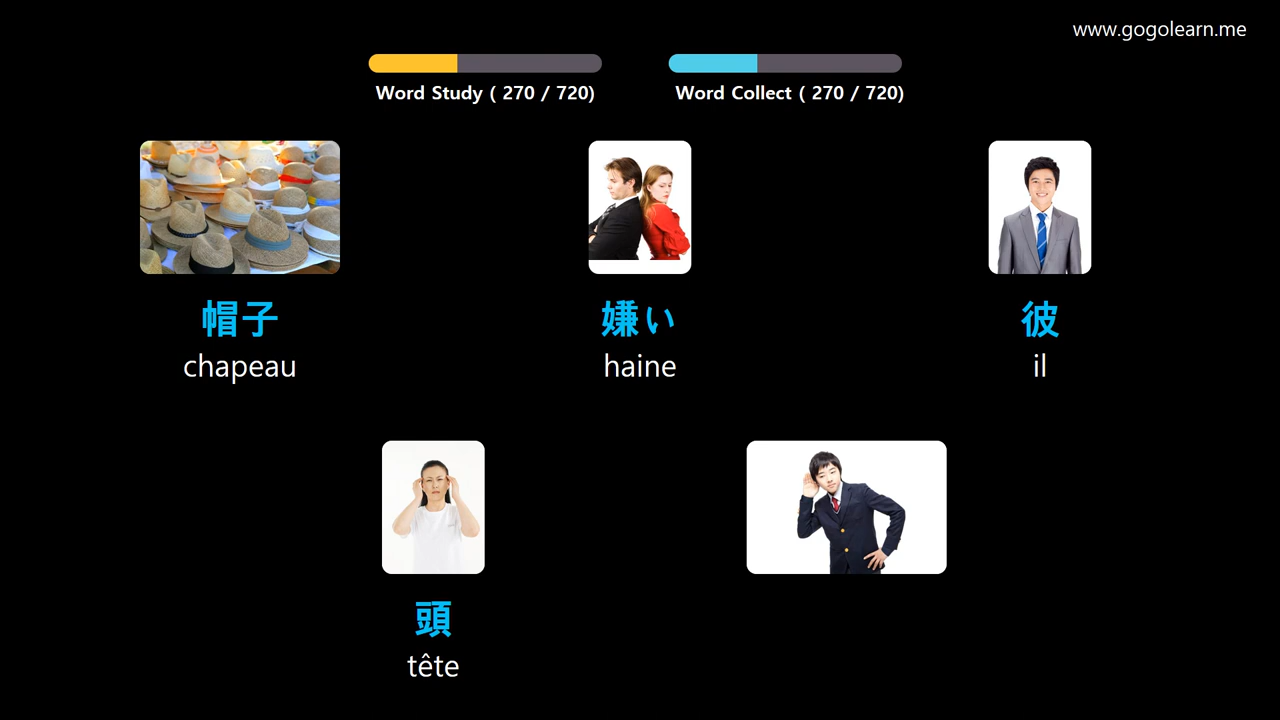 www.gogolearn.me
Word Study ( 270 / 720)
Word Collect ( 270 / 720)
帽子
chapeau
嫌い
haine
彼
il
頭
tête